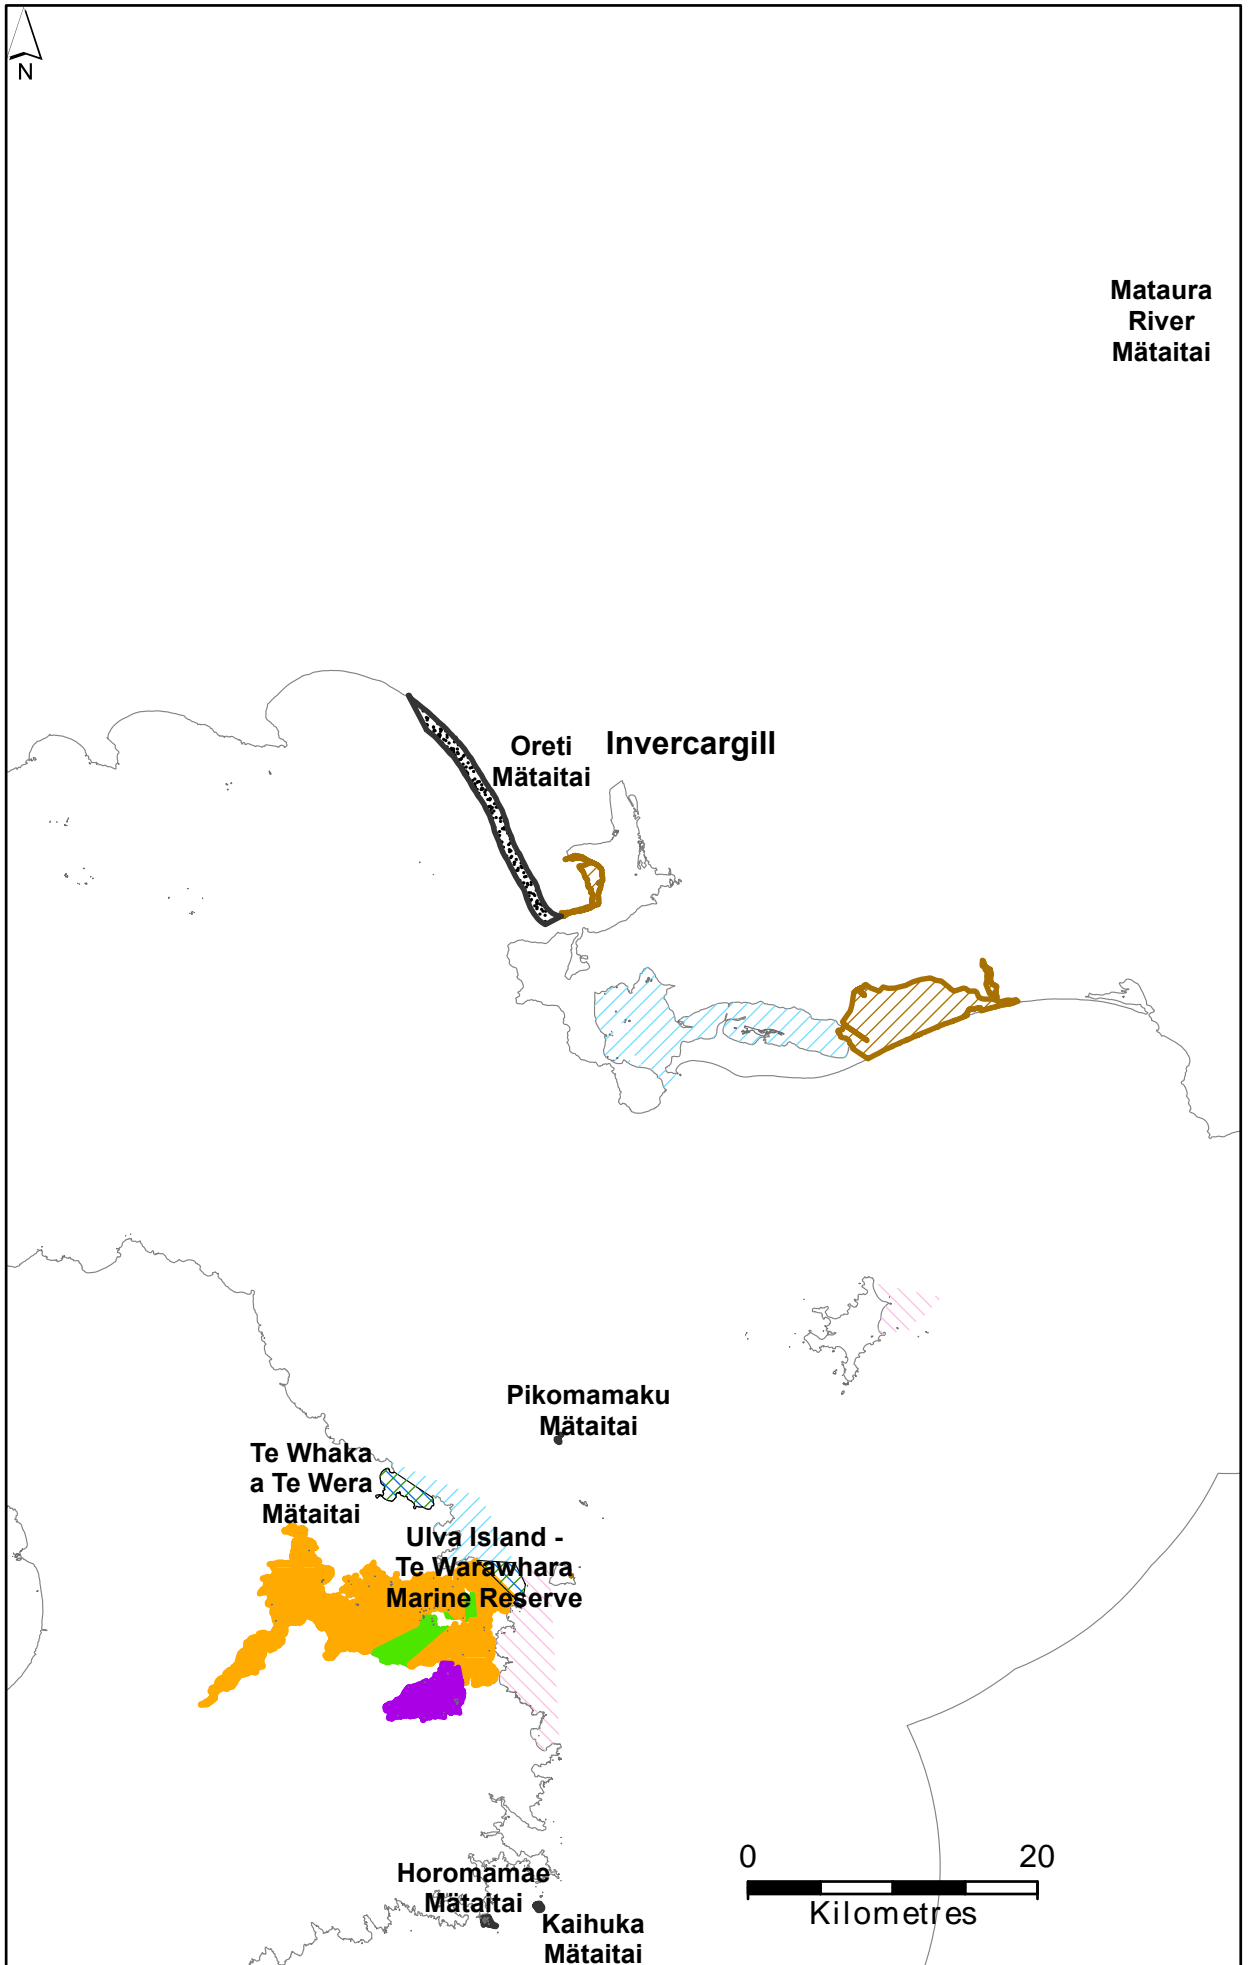 N
Mataura
River
Mätaitai
Oreti
Mätaitai
Invercargill
Pikomamaku
Mätaitai
Te Whaka
a Te Wera
Mätaitai
Ulva Island -
Te Warawhara
Marine Reserve
Horomamae
Mätaitai
Kaihuka
Mätaitai
0 20
Kilometres